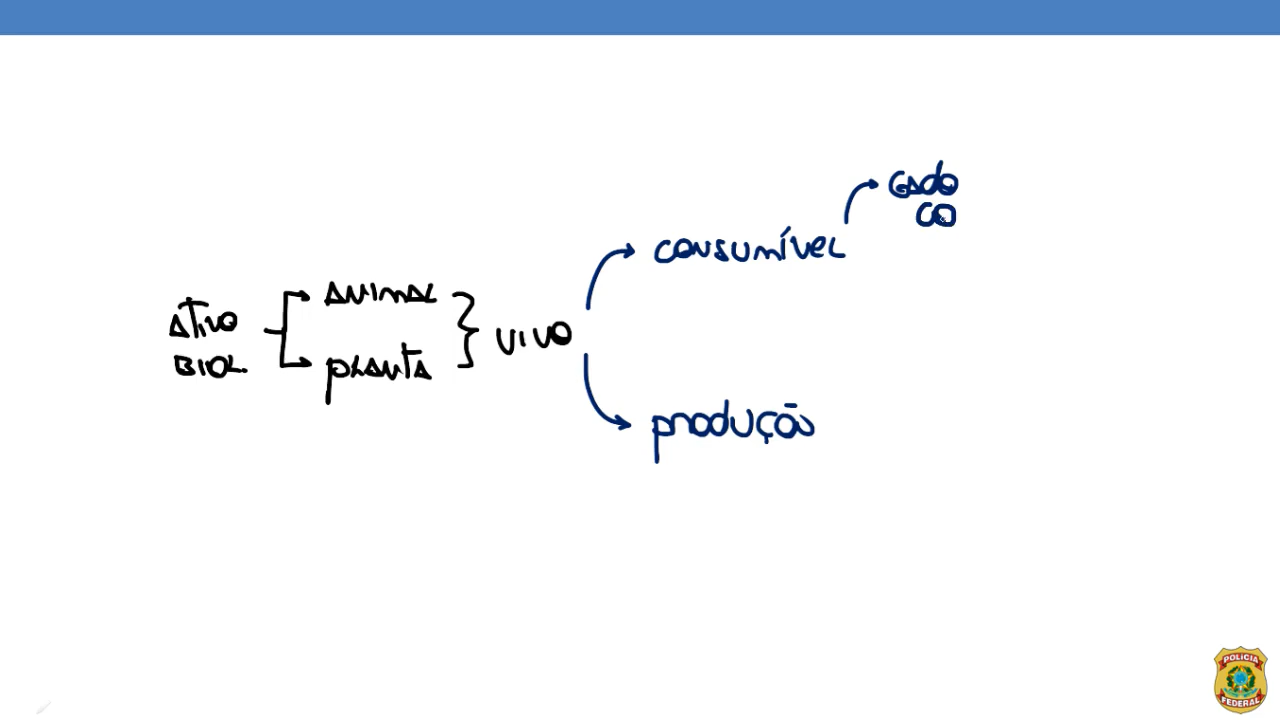 Gado
CO
consumível
Ativo
Biol.
Animal
Planta
Vivo
produção
POLÍCIA
FEDERAL